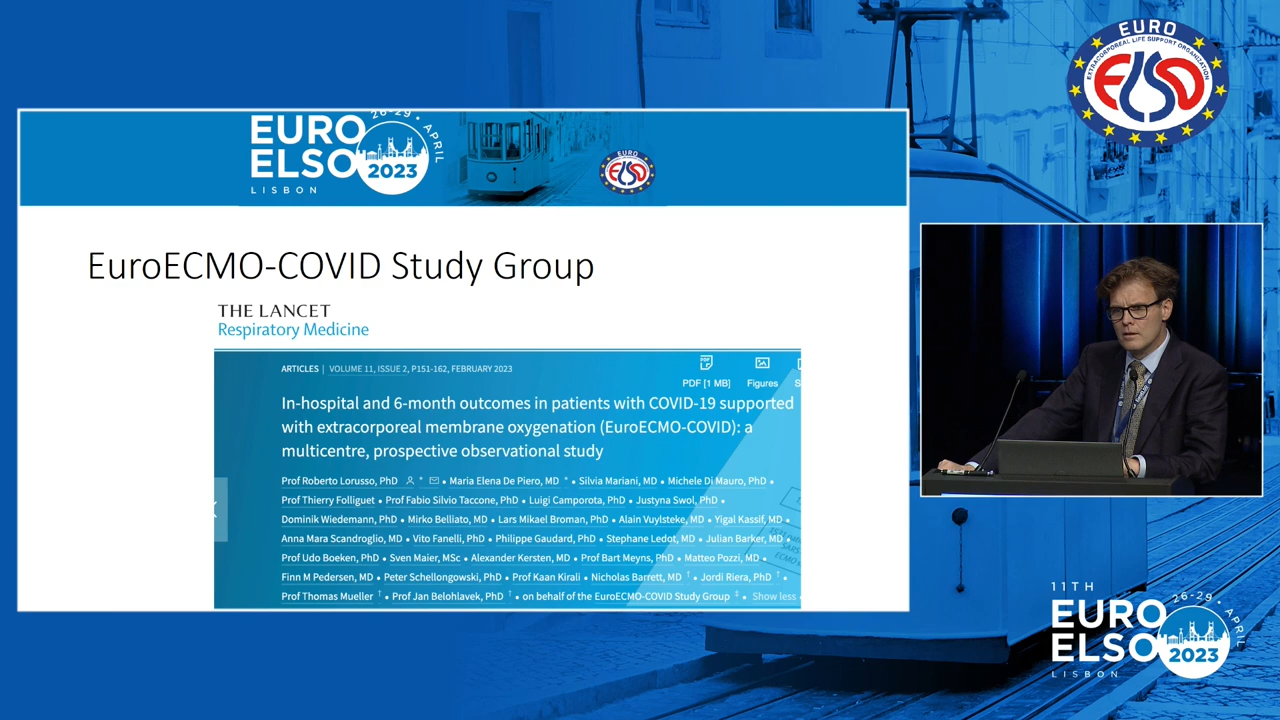 EURO
ELSO
LISBON
26-29 • APRIL
2023
EURO
ELSO
EuroECMO-COVID Study Group
THE LANCET
Respiratory Medicine
ARTICLES | VOLUME 11, ISSUE 2, P151-162, FEBRUARY 2023
PDF [1 MB]
Figures
S
In-hospital and 6-month outcomes in patients with COVID-19 supported
with extracorporeal membrane oxygenation (EuroECMO-COVID): a
multicentre, prospective observational study
Prof Roberto Lorusso, PhD * • Maria Elena De Piero, MD * • Silvia Mariani, MD • Michele Di Mauro, PhD •
Prof Thierry Folliguet • Prof Fabio Silvio Taccone, PhD • Luigi Camporota, PhD • Justyna Swol, PhD •
Dominik Wiedemann, PhD • Mirko Belliato, MD • Lars Mikael Broman, PhD • Alain Vuylsteke, MD • Yigal Kassif, MD •
Anna Mara Scandroglio, MD • Vito Fanelli, PhD • Philippe Gaudard, PhD • Stephane Ledot, MD • Julian Barker, MD •
Prof Udo Boeken, PhD • Sven Maier, MSc • Alexander Kersten, MD • Prof Bart Meyns, PhD • Matteo Pozzi, MD •
Finn M Pedersen, MD • Peter Schellongowski, PhD • Prof Kaan Kirali • Nicholas Barrett, MD † • Jordi Riera, PhD † •
Prof Thomas Mueller † • Prof Jan Belohlavek, PhD † • on behalf of the EuroECMO-COVID Study Group ‡ • Show less
EURO
EXTRACORPOREAL LIFE SUPPORT ORGANIZATION
ELSO
11TH
EURO
ELSO
LISBON
26-29 • APRIL
2023